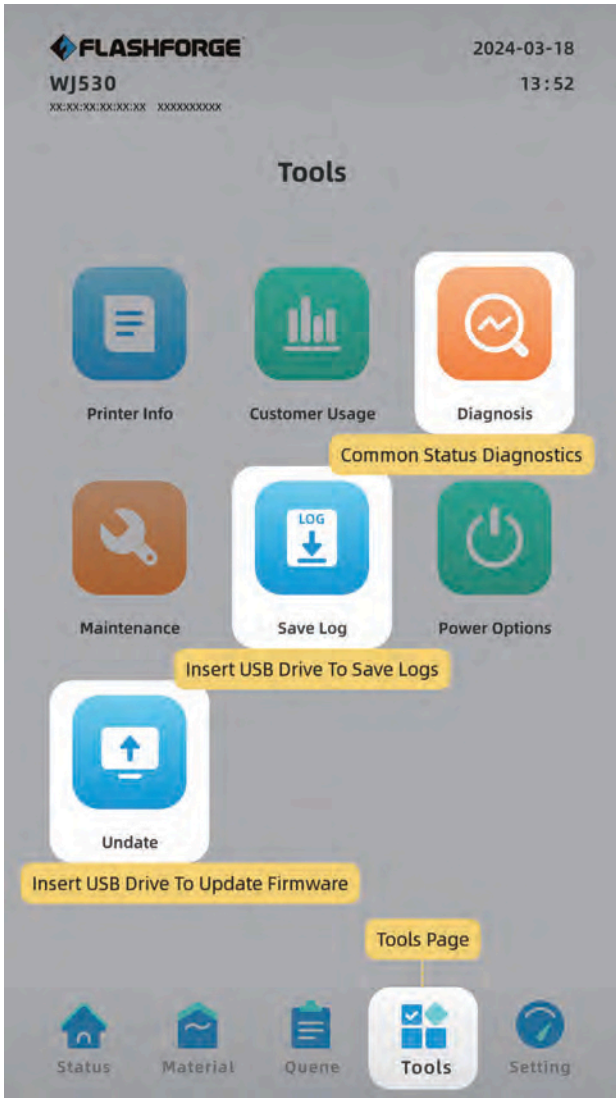 FLASHFORGE
2024-03-18
WJ530
13:52
XX:XX:XX:XX:XX:XX XXXXXXXXXX
Tools
Printer Info
Customer Usage
Diagnosis
Common Status Diagnostics
LOG
Maintenance
Save Log
Power Options
Insert USB Drive To Save Logs
Undate
Insert USB Drive To Update Firmware
Tools Page
Status
Material
Quene
Tools
Setting